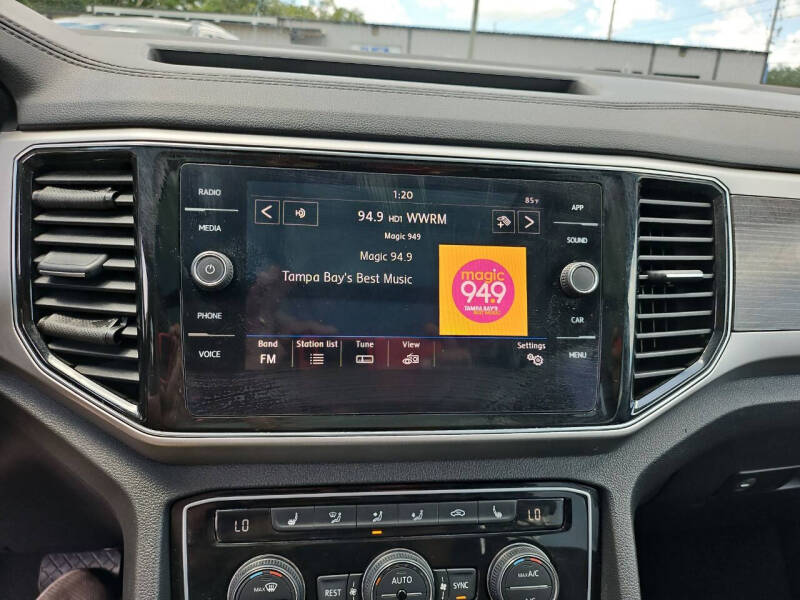 RADIO
MEDIA
PHONE
VOICE
1:20
85°F
94.9 HD1 WWRM
Magic 949
Magic 94.9
Tampa Bay's Best Music
magic
94.9
TAMPA BAY'S
BEST MUSIC
Band
FM
Station list
Tune
View
Settings
APP
SOUND
CAR
MENU
LO
LO
MAX
REST
AUTO
SYNC
A/C
MAX A/C